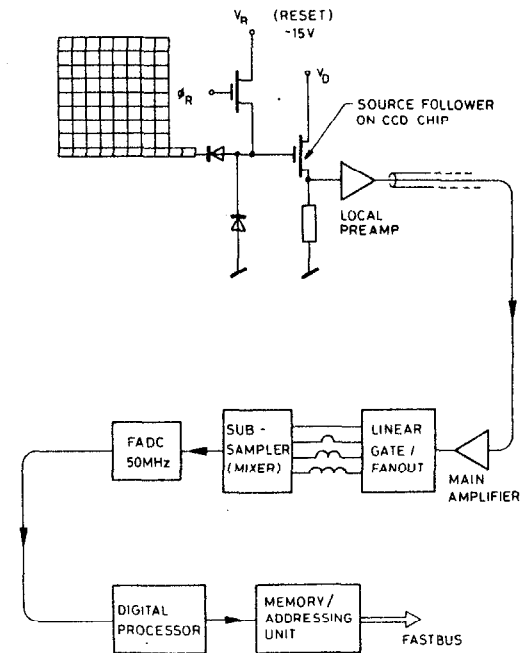 V_R (RESET)
-15V
V_D
ϕ_R
SOURCE FOLLOWER
ON CCD CHIP
LOCAL
PREAMP
FADC
50MHz
SUB-
SAMPLER
(MIXER)
LINEAR
GATE/
FANOUT
MAIN
AMPLIFIER
DIGITAL
PROCESSOR
MEMORY/
ADDRESSING
UNIT
FASTBUS